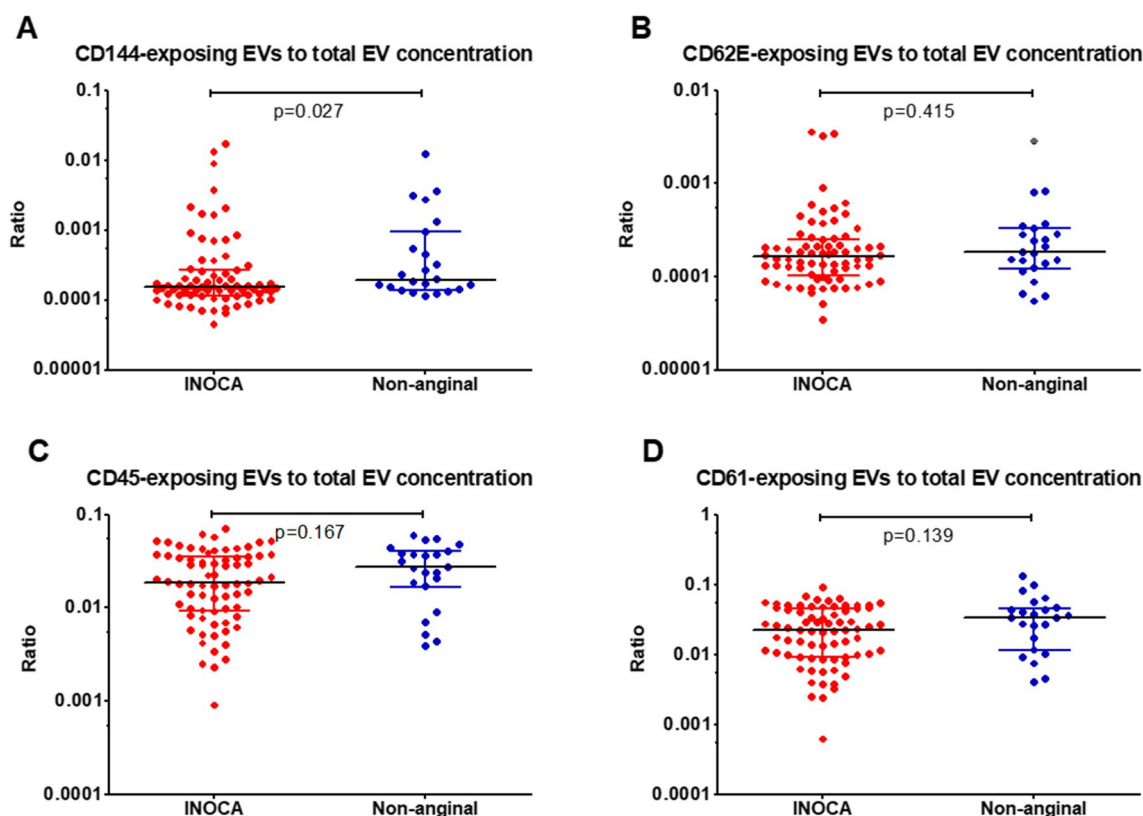 A
CD144-exposing EVs to total EV concentration
0.1
p=0.027
0.01
Ratio
0.001
0.0001
0.00001
INOCA
Non-anginal
B
CD62E-exposing EVs to total EV concentration
0.01
p=0.415
0.001
Ratio
0.0001
0.00001
INOCA
Non-anginal
C
CD45-exposing EVs to total EV concentration
0.1
p=0.167
0.01
Ratio
0.001
0.0001
INOCA
Non-anginal
D
CD61-exposing EVs to total EV concentration
1
p=0.139
0.1
Ratio
0.01
0.001
0.0001
INOCA
Non-anginal